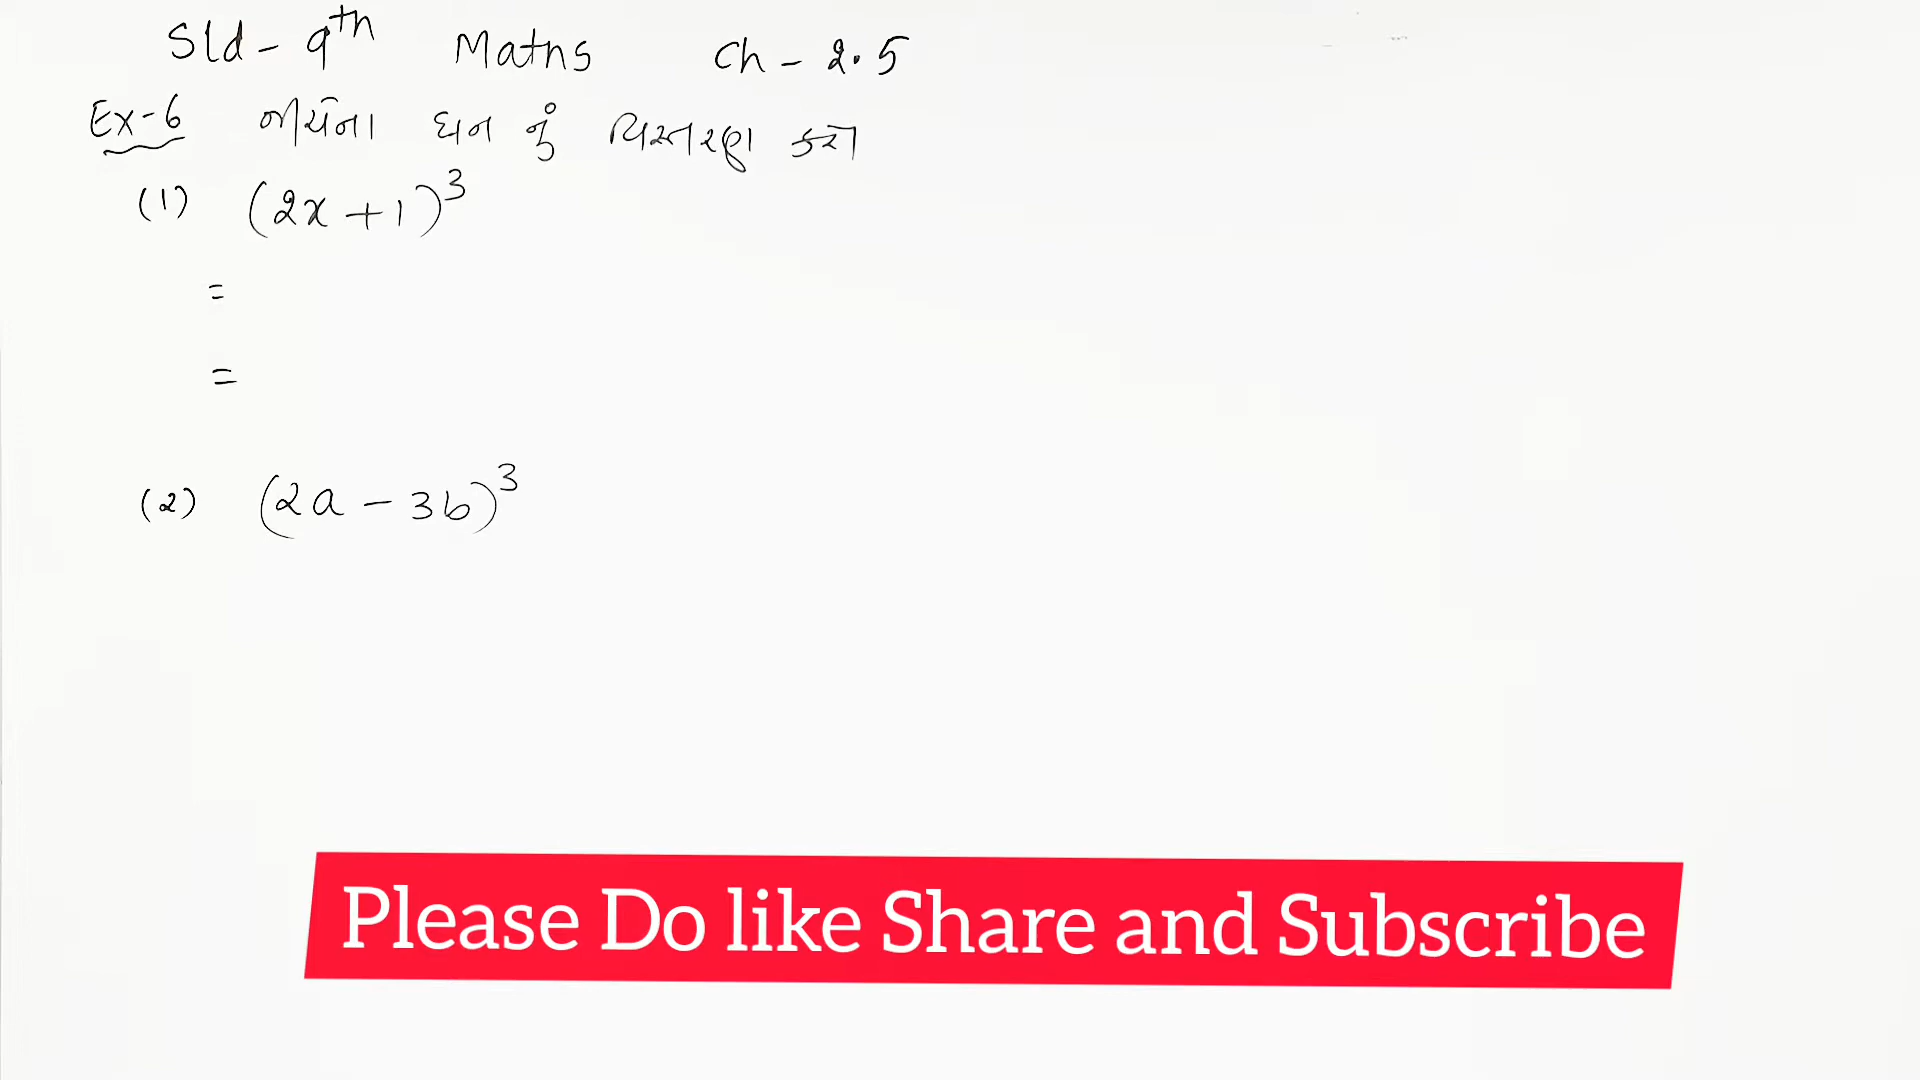 Std - 9th Maths Ch - 2.5
Ex-6 નીચેના ઘન નું વિસ્તરણ કરો
(1) (2x + 1)³
=
=
(2) (2a - 3b)³
Please Do like Share and Subscribe